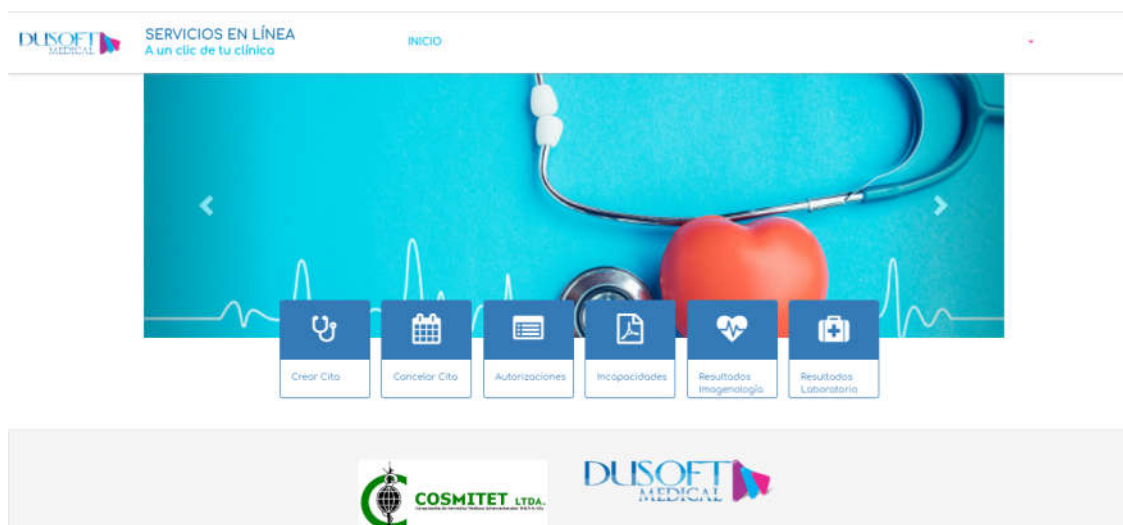 DUSOFT
MEDICAL
SERVICIOS EN LÍNEA
A un clic de tu clínica
INICIO
Crear Cita
Cancelar Cita
Autorizaciones
Incapacidades
Resultados
Imagenología
Resultados
Laboratorio
COSMITET LTDA.
DUSOFT
MEDICAL